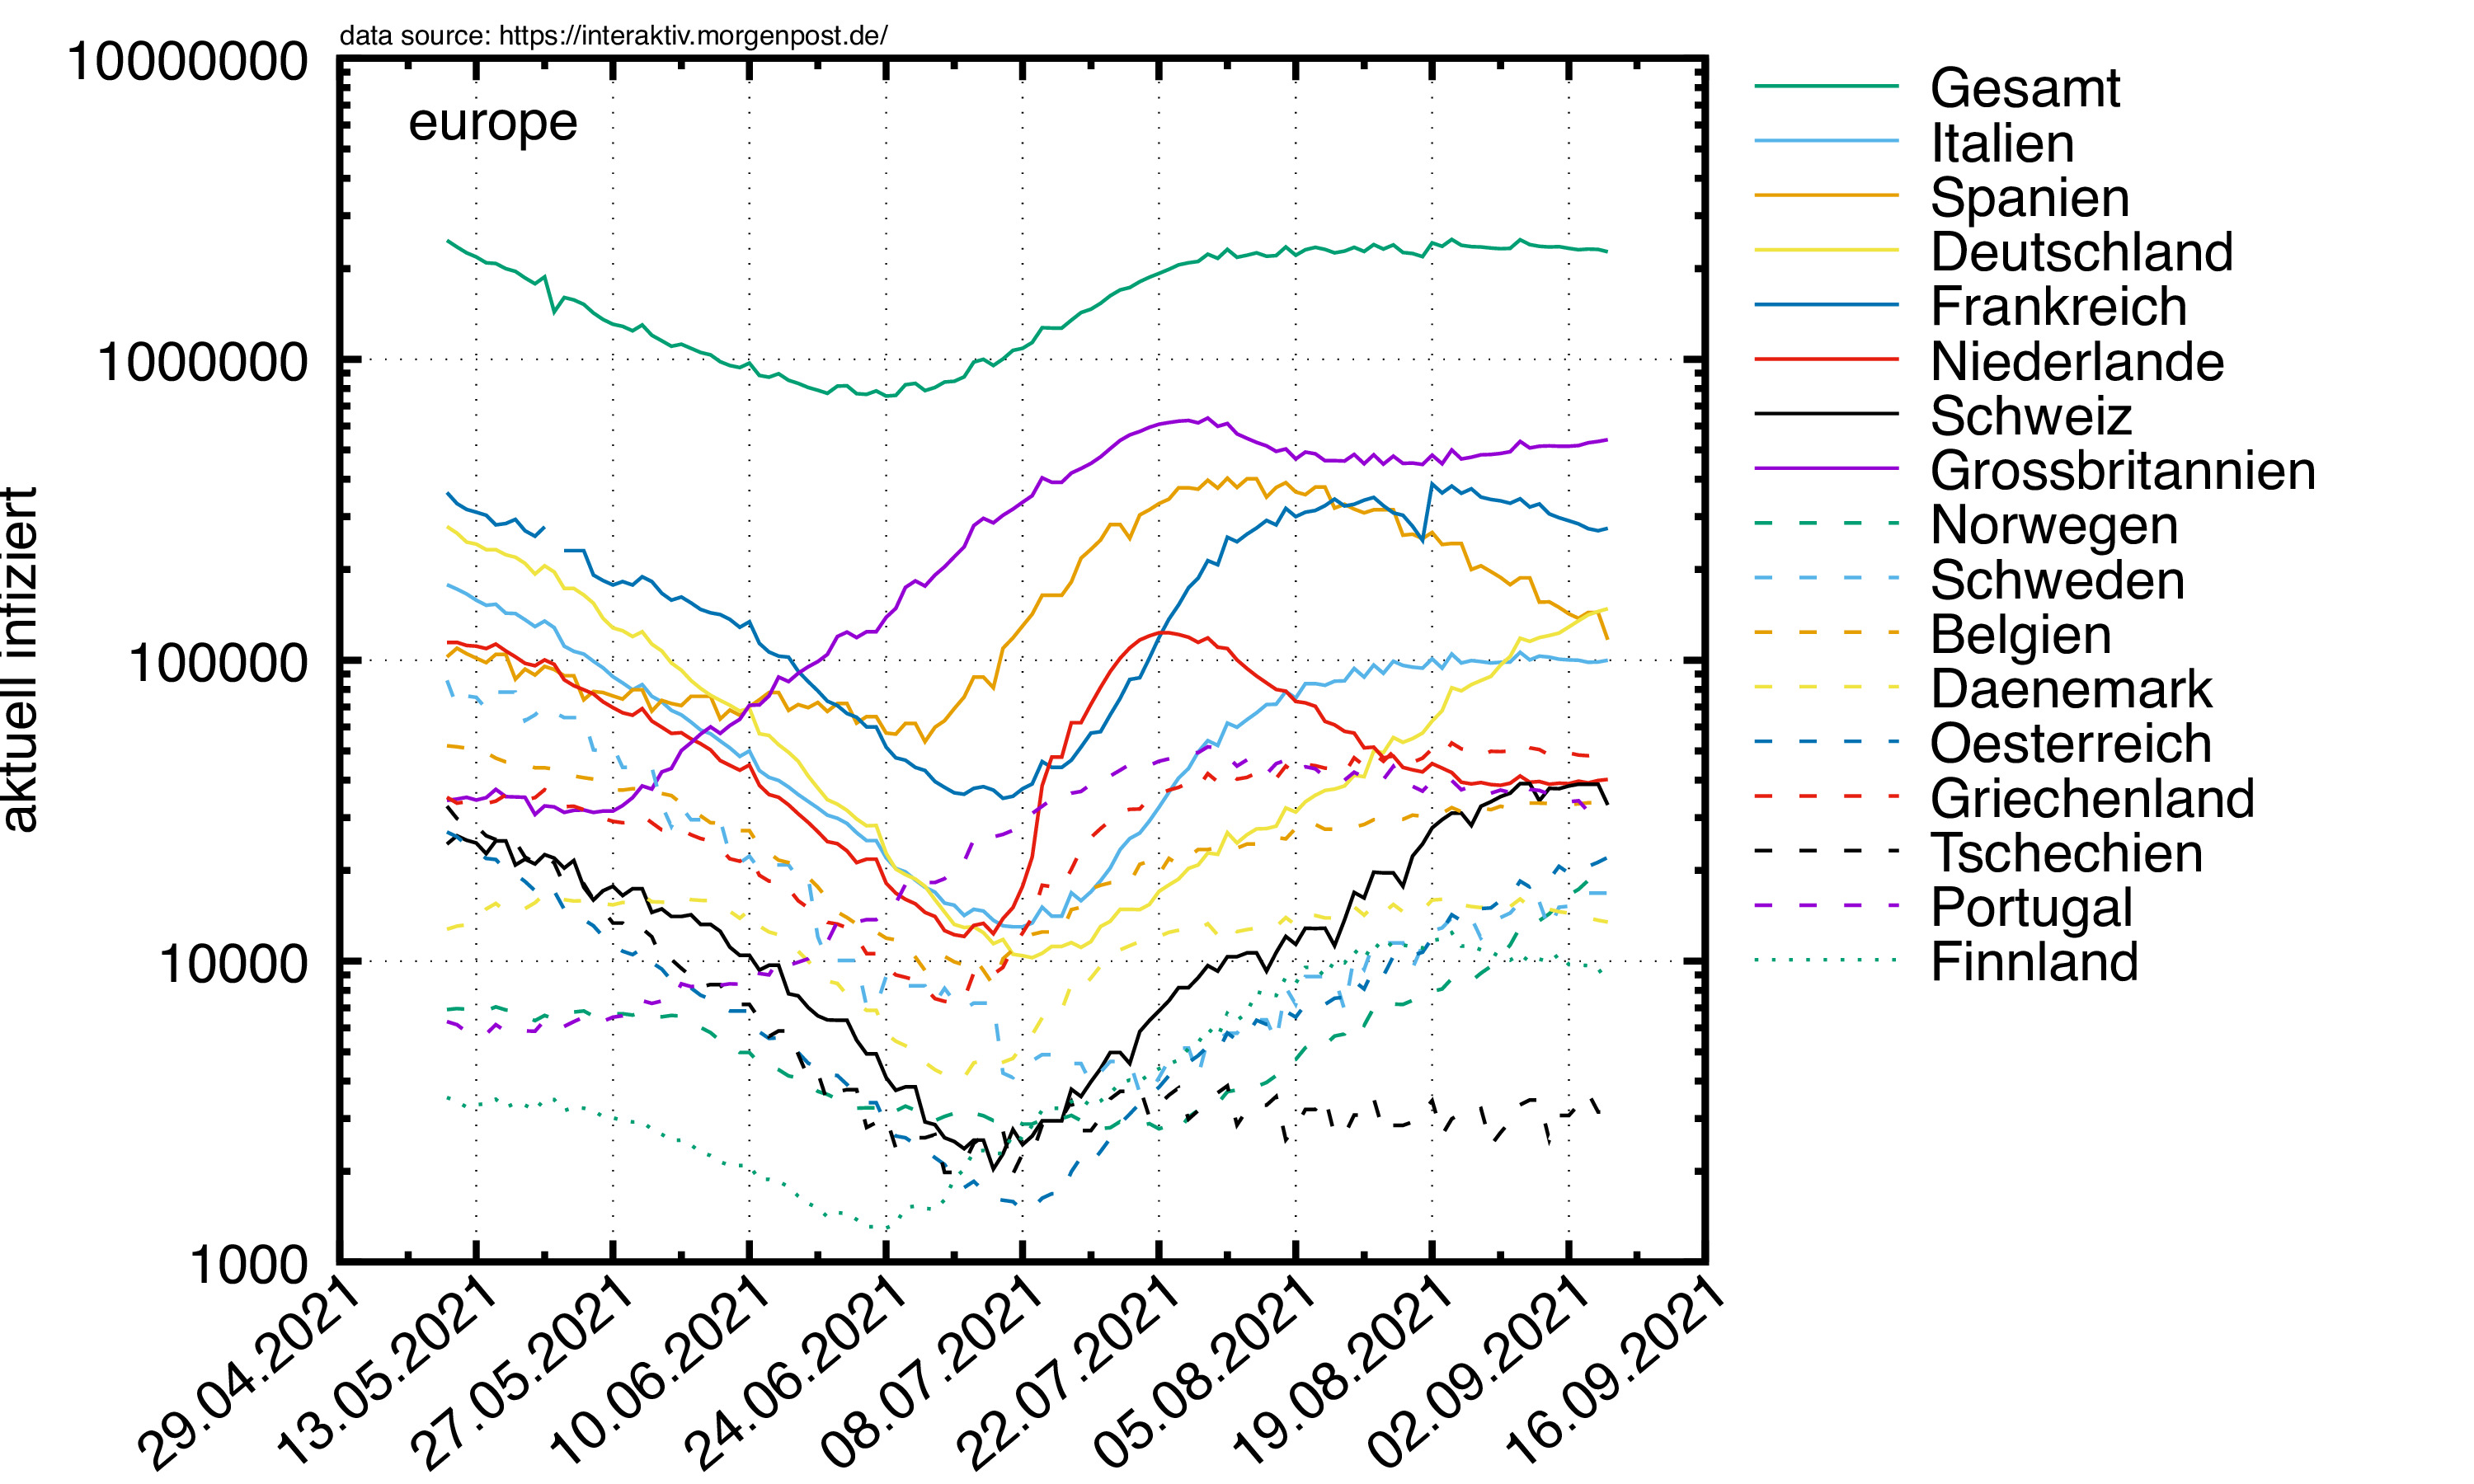 data source: https://interaktiv.morgenpost.de/
europe
aktuell infiziert
10000000
1000000
100000
10000
1000
29.04.2021
13.05.2021
27.05.2021
10.06.2021
24.06.2021
08.07.2021
22.07.2021
05.08.2021
19.08.2021
02.09.2021
16.09.2021
Gesamt
Italien
Spanien
Deutschland
Frankreich
Niederlande
Schweiz
Grossbritannien
Norwegen
Schweden
Belgien
Daenemark
Oesterreich
Griechenland
Tschechien
Portugal
Finnland